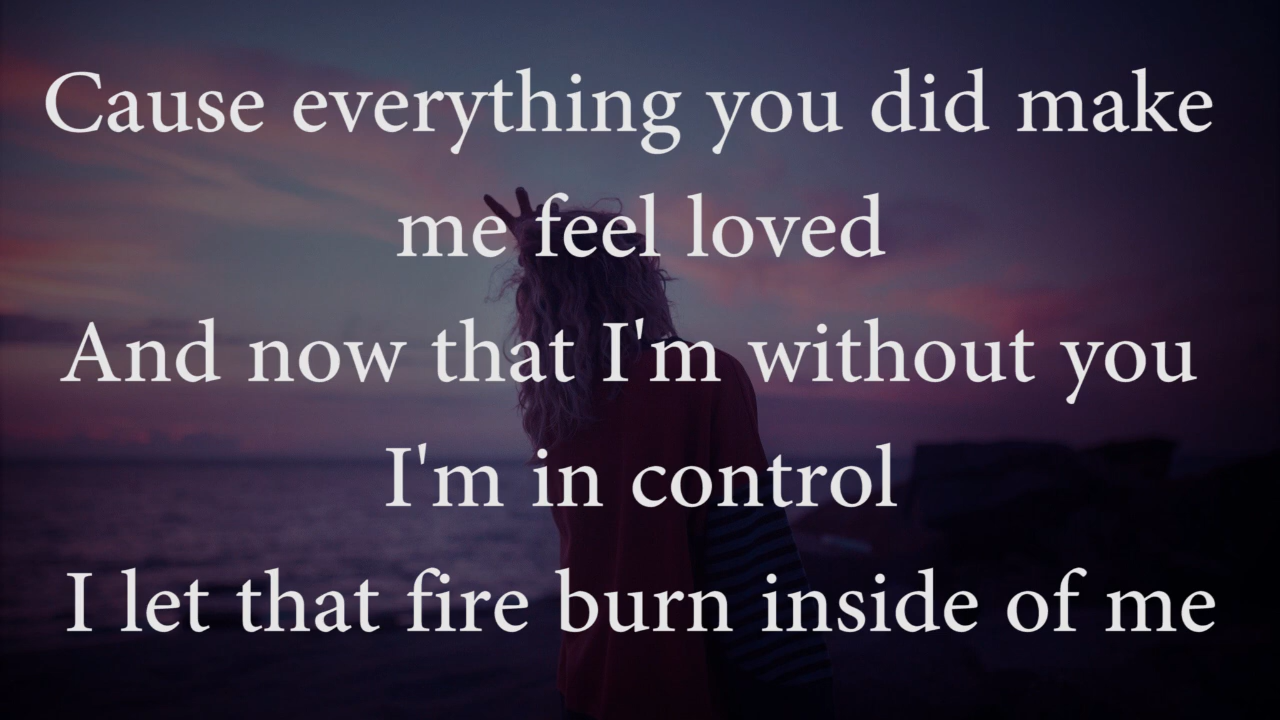 Cause everything you did make
me feel loved
And now that I'm without you
I'm in control
I let that fire burn inside of me